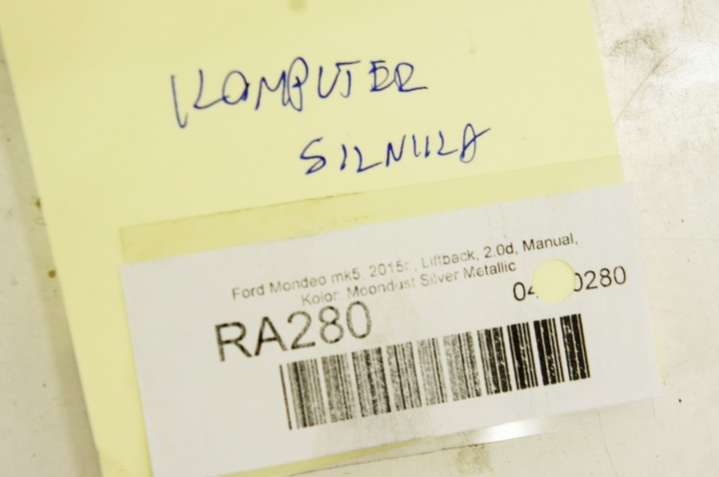 KOMPUTER
SILNIKA
Ford Mondeo mk5, 2015r., Liftback, 2.0d, Manual,
Kolor: Moondust Silver Metallic
RA280